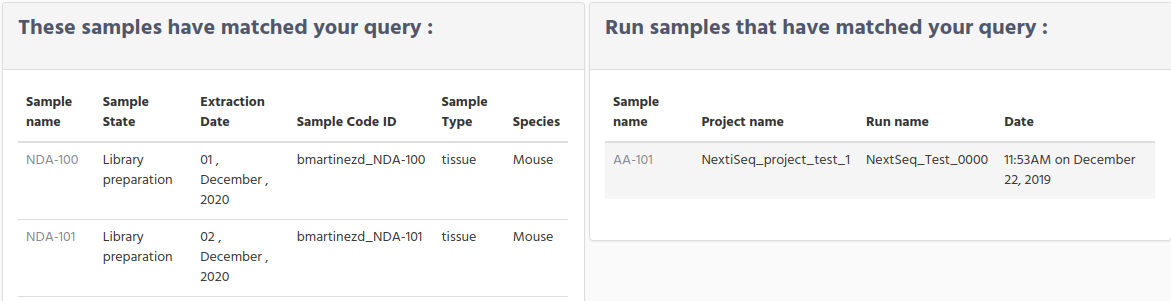 These samples have matched your query :
Sample name Sample State Extraction Date Sample Code ID Sample Type Species
NDA-100 Library preparation 01 , December , 2020 bmartinezd_NDA-100 tissue Mouse
NDA-101 Library preparation 02 , December , 2020 bmartinezd_NDA-101 tissue Mouse
Run samples that have matched your query :
Sample name Project name Run name Date
AA-101 NextiSeq_project_test_1 NextSeq_Test_0000 11:53AM on December 22, 2019